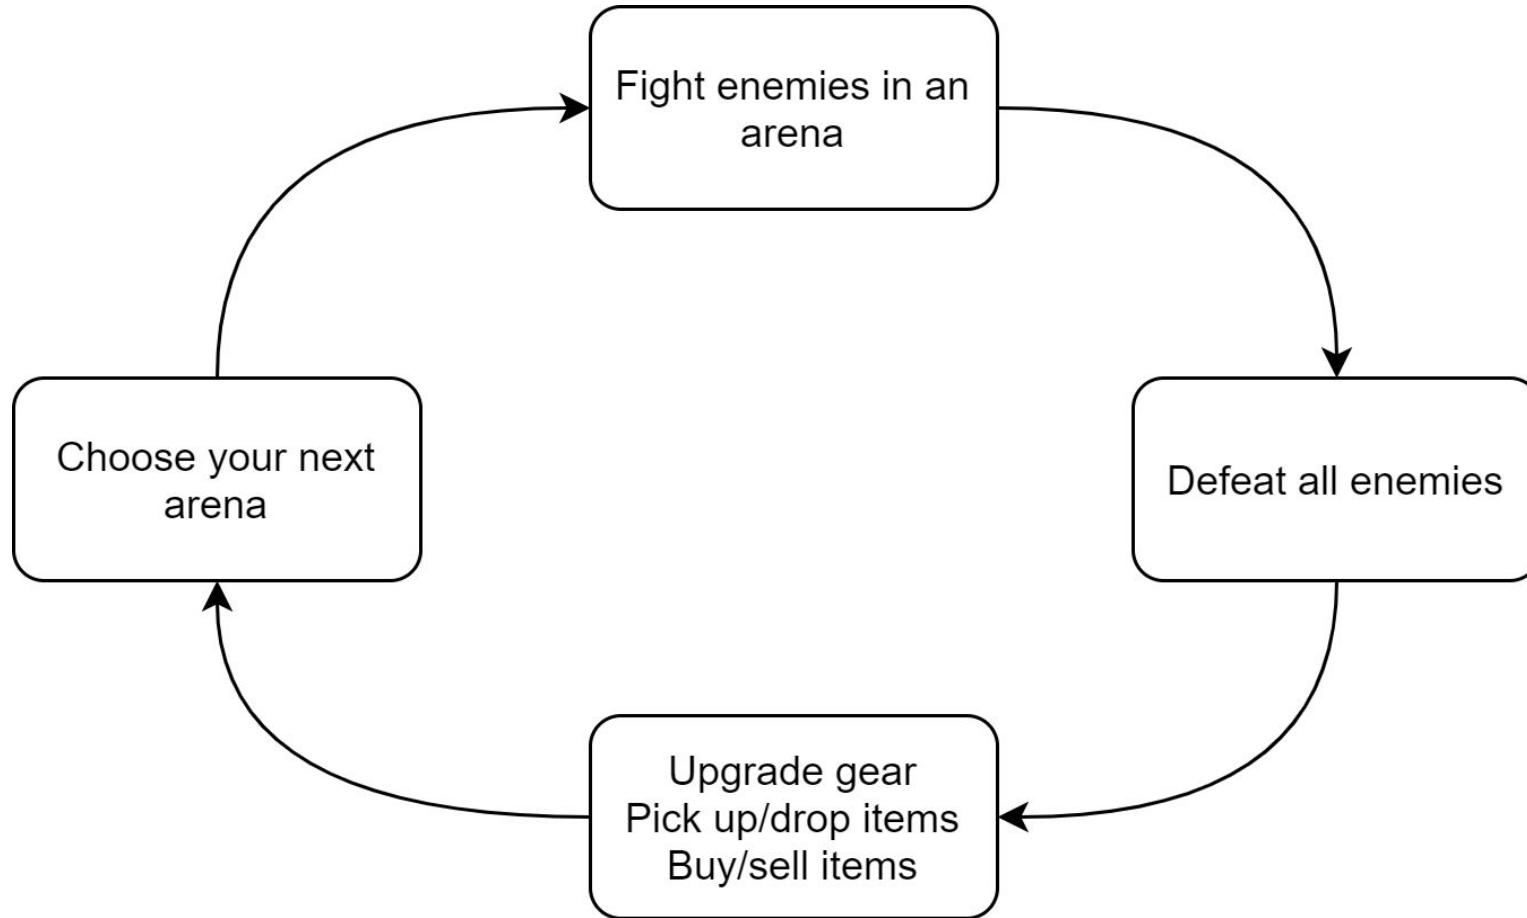 Fight enemies in an
arena
Defeat all enemies
Upgrade gear
Pick up/drop items
Buy/sell items
Choose your next
arena